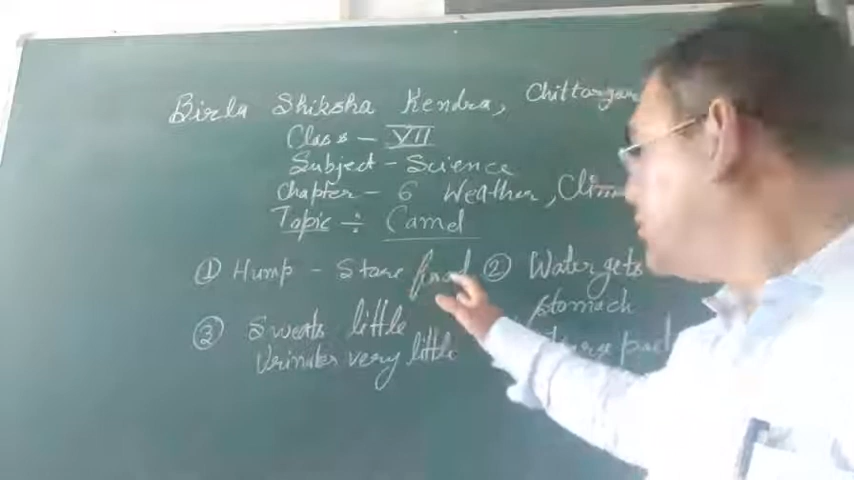 Birla Shiksha Kendra, Chittorgar
Class - VII
Subject - Science
Chapter - 6 Weather, Clim
Topic ÷ Camel
① Hump - Store food ② Water gets
stomach
③ Sweats little
Urinates very little